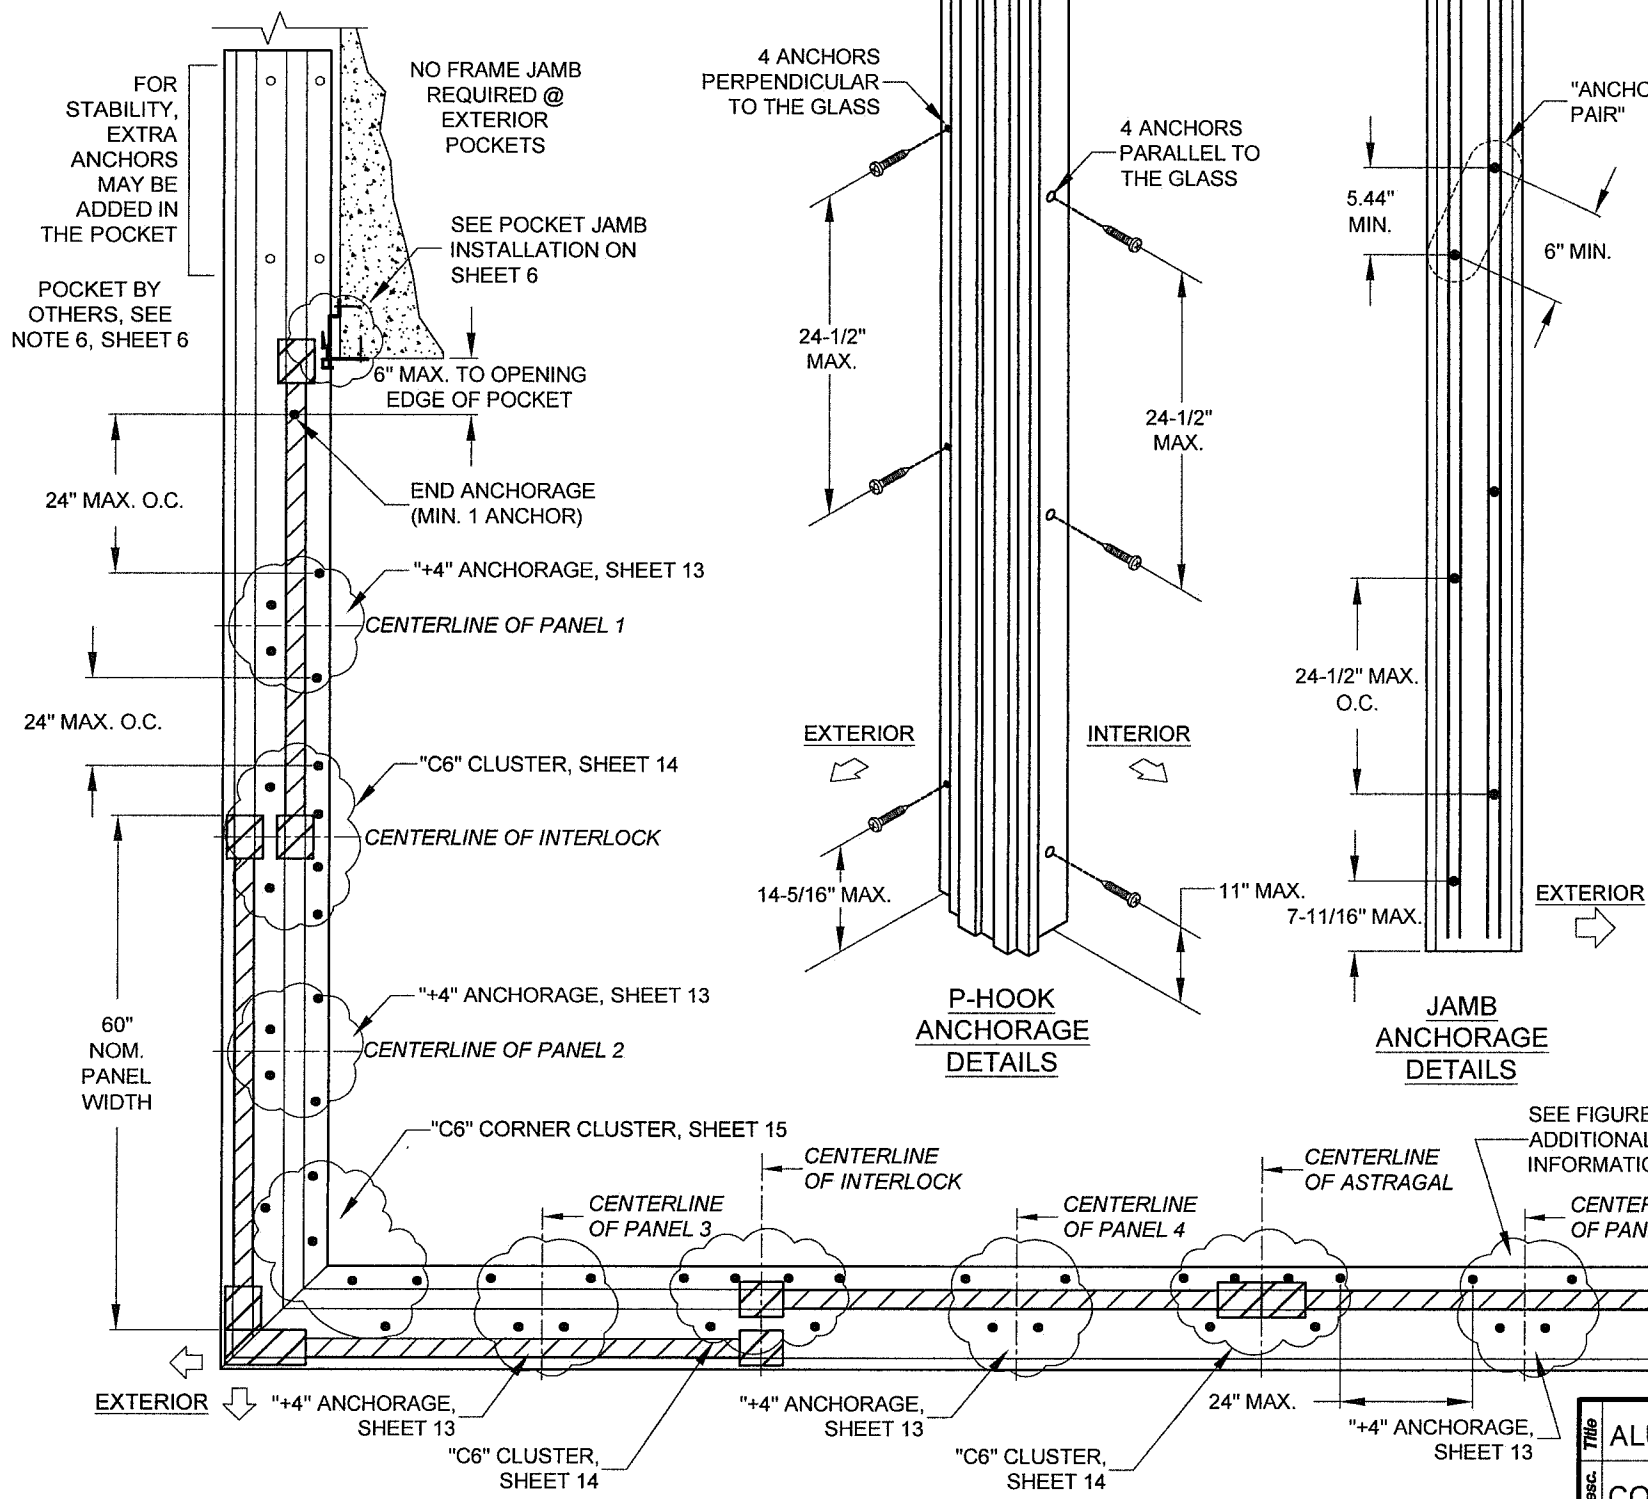 FOR
STABILITY,
EXTRA
ANCHORS
MAY BE
ADDED IN
THE POCKET
POCKET BY
OTHERS, SEE
NOTE 6, SHEET 6
NO FRAME JAMB
REQUIRED @
EXTERIOR
POCKETS
SEE POCKET JAMB
INSTALLATION ON
SHEET 6
6" MAX. TO OPENING
EDGE OF POCKET
24" MAX. O.C.
END ANCHORAGE
(MIN. 1 ANCHOR)
"+4" ANCHORAGE, SHEET 13
CENTERLINE OF PANEL 1
24" MAX. O.C.
"C6" CLUSTER, SHEET 14
CENTERLINE OF INTERLOCK
"+4" ANCHORAGE, SHEET 13
CENTERLINE OF PANEL 2
60"
NOM.
PANEL
WIDTH
"C6" CORNER CLUSTER, SHEET 15
4 ANCHORS
PERPENDICULAR
TO THE GLASS
4 ANCHORS
PARALLEL TO
THE GLASS
24-1/2"
MAX.
24-1/2"
MAX.
EXTERIOR
INTERIOR
14-5/16" MAX.
11" MAX.
P-HOOK
ANCHORAGE
DETAILS
PAIR"
5.44"
MIN.
6" MIN.
24-1/2" MAX.
O.C.
7-11/16" MAX.
EXTERIOR
JAMB
ANCHORAGE
DETAILS
CENTERLINE
OF PANEL 3
CENTERLINE
OF INTERLOCK
CENTERLINE
OF PANEL 4
CENTERLINE
OF ASTRAGAL
SEE FIGURE
ADDITIONAL
OF
EXTERIOR
"+4" ANCHORAGE,
SHEET 13
"C6" CLUSTER,
SHEET 14
"+4" ANCHORAGE,
SHEET 13
"C6" CLUSTER,
SHEET 14
24" MAX.
"+4" ANCHORAGE,
SHEET 13
Title